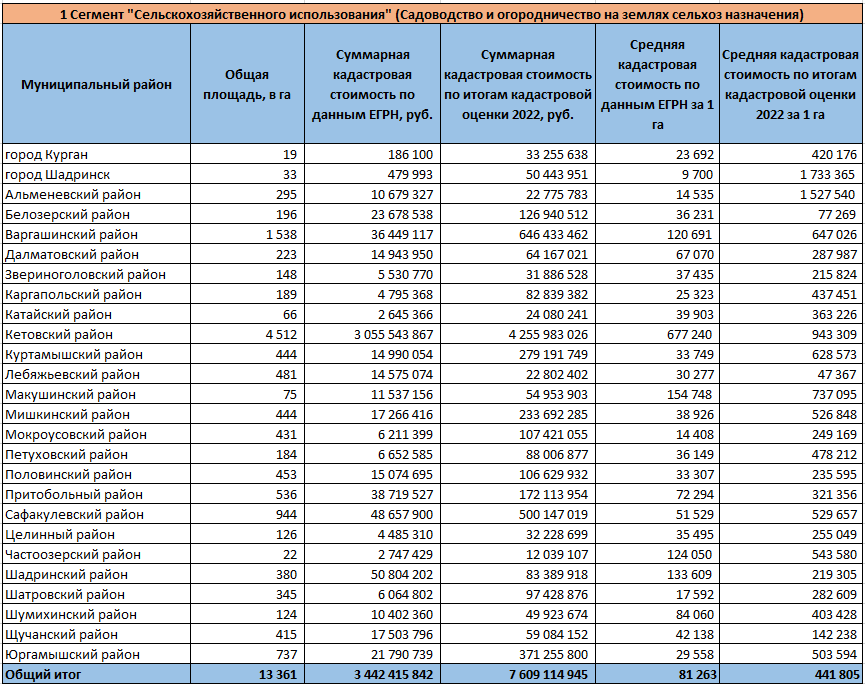 1 Сегмент "Сельскохозяйственного использования" (Садоводство и огородничество на землях сельхоз назначения)
Муниципальный район
Общая
площадь, в га
Суммарная
кадастровая
стоимость по
данным ЕГРН, руб.
Суммарная
кадастровая стоимость
по итогам кадастровой
оценки 2022, руб.
Средняя
кадастровая
стоимость по
данным ЕГРН за 1
га
Средняя кадастровая
стоимость по итогам
кадастровой оценки
2022 за 1 га
город Курган 19 186 100 33 255 638 23 692 420 176
город Шадринск 33 479 993 50 443 951 9 700 1 733 365
Альменевский район 295 10 679 327 22 775 783 14 535 1 527 540
Белозерский район 196 23 678 538 126 940 512 36 231 77 269
Варгашинский район 1 538 36 449 117 646 433 462 120 691 647 026
Далматовский район 223 14 943 950 64 167 021 67 070 287 987
Звериноголовский район 148 5 530 770 31 886 528 37 435 215 824
Каргапольский район 189 4 795 368 82 839 382 25 323 437 451
Катайский район 66 2 645 366 24 080 241 39 903 363 226
Кетовский район 4 512 3 055 543 867 4 255 983 026 677 240 943 309
Куртамышский район 444 14 990 054 279 191 749 33 749 628 573
Лебяжьевский район 481 14 575 074 22 802 402 30 277 47 367
Макушинский район 75 11 537 156 54 953 903 154 748 737 095
Мишкинский район 444 17 266 416 233 692 285 38 926 526 848
Мокроусовский район 431 6 211 399 107 421 055 14 408 249 169
Петуховский район 184 6 652 585 88 006 877 36 149 478 212
Половинский район 453 15 074 695 106 629 932 33 307 235 595
Притобольный район 536 38 719 527 172 113 954 72 294 321 356
Сафакулевский район 944 48 657 900 500 147 019 51 529 529 657
Целинный район 126 4 485 310 32 228 699 35 495 255 049
Частоозерский район 22 2 747 429 12 039 107 124 050 543 580
Шадринский район 380 50 804 202 83 389 918 133 609 219 305
Шатровский район 345 6 064 802 97 428 876 17 592 282 609
Шумихинский район 124 10 402 360 49 923 674 84 060 403 428
Щучанский район 415 17 503 796 59 084 152 42 138 142 238
Юргамышский район 737 21 790 739 371 255 800 29 558 503 594
Общий итог 13 361 3 442 415 842 7 609 114 945 81 263 441 805